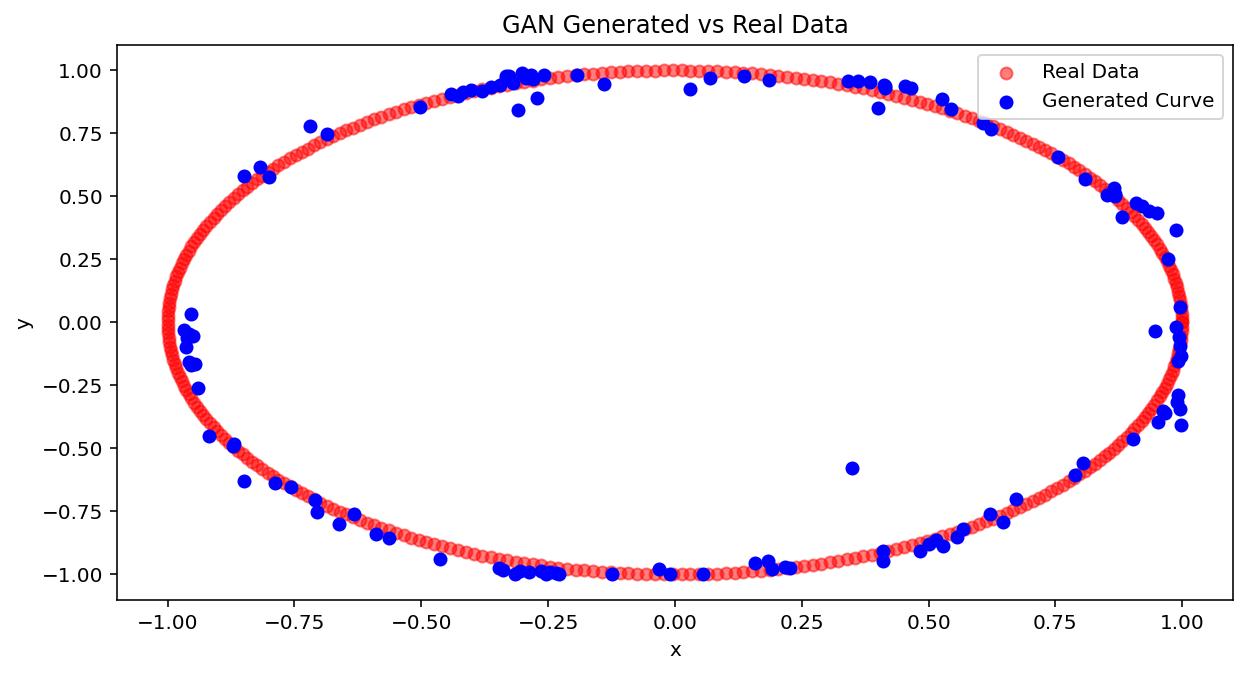 GAN Generated vs Real Data
Real Data
Generated Curve
1.00
0.75
0.50
0.25
0.00
−0.25
−0.50
−0.75
−1.00
y
−1.00 −0.75 −0.50 −0.25 0.00 0.25 0.50 0.75 1.00
x